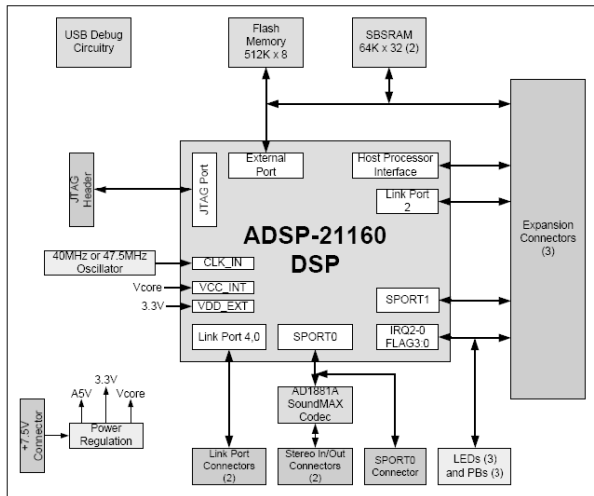 USB Debug
Circuitry
Flash
Memory
512K x 8
SBSRAM
64K x 32 (2)
JTAG
Header
JTAG Port
External
Port
Host Processor
Interface
Link Port
2
Expansion
Connectors
(3)
ADSP-21160
DSP
40MHz or 47.5MHz
Oscillator
CLK_IN
Vcore
VCC_INT
3.3V
VDD_EXT
SPORT1
Link Port 4,0
SPORT0
IRQ2-0
FLAG3:0
AD1881A
SoundMAX
Codec
3.3V
A5V
Vcore
+7.5V
Connector
Power
Regulation
Link Port
Connectors
(2)
Stereo In/Out
Connectors
(2)
SPORT0
Connector
LEDs (3)
and PBs (3)